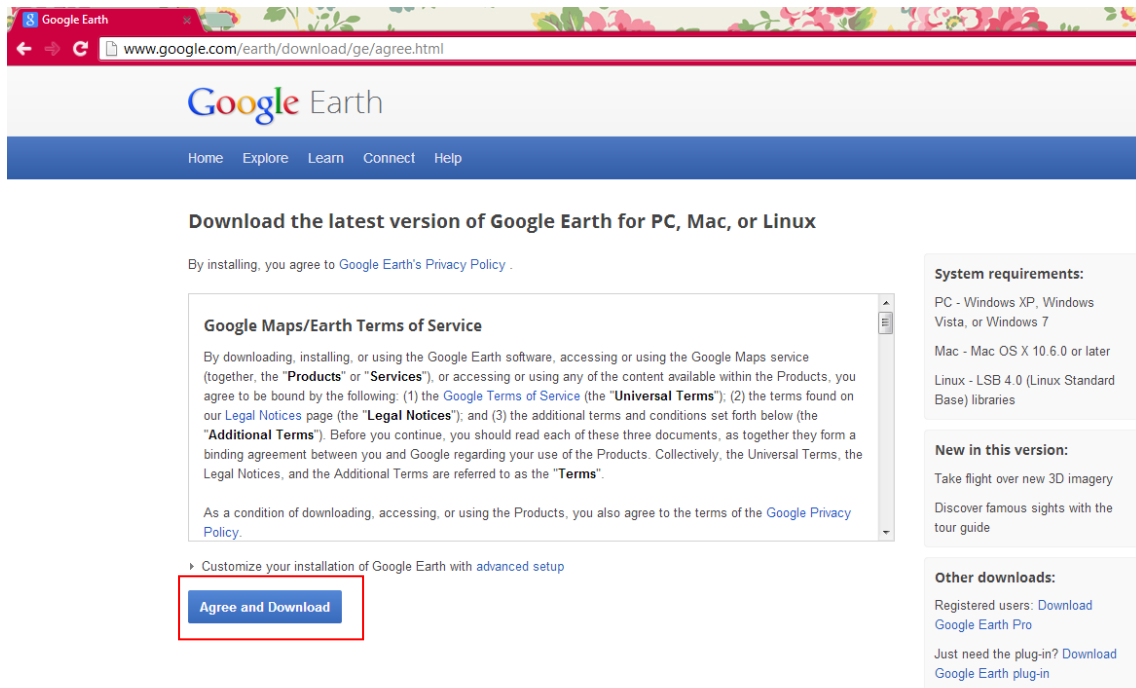 Google Earth
www.google.com/earth/download/ge/agree.html
Google Earth
Home Explore Learn Connect Help
Download the latest version of Google Earth for PC, Mac, or Linux
By installing, you agree to Google Earth's Privacy Policy .
Google Maps/Earth Terms of Service
By downloading, installing, or using the Google Earth software, accessing or using the Google Maps service
(together, the "Products" or "Services"), or accessing or using any of the content available within the Products, you
agree to be bound by the following: (1) the Google Terms of Service (the "Universal Terms"); (2) the terms found on
our Legal Notices page (the "Legal Notices"); and (3) the additional terms and conditions set forth below (the
"Additional Terms"). Before you continue, you should read each of these three documents, as together they form a
binding agreement between you and Google regarding your use of the Products. Collectively, the Universal Terms, the
Legal Notices, and the Additional Terms are referred to as the "Terms".
As a condition of downloading, accessing, or using the Products, you also agree to the terms of the Google Privacy
Policy.
Customize your installation of Google Earth with advanced setup
Agree and Download
System requirements:
PC - Windows XP, Windows
Vista, or Windows 7
Mac - Mac OS X 10.6.0 or later
Linux - LSB 4.0 (Linux Standard
Base) libraries
New in this version:
Take flight over new 3D imagery
Discover famous sights with the
tour guide
Other downloads:
Registered users: Download
Google Earth Pro
Just need the plug-in? Download
Google Earth plug-in